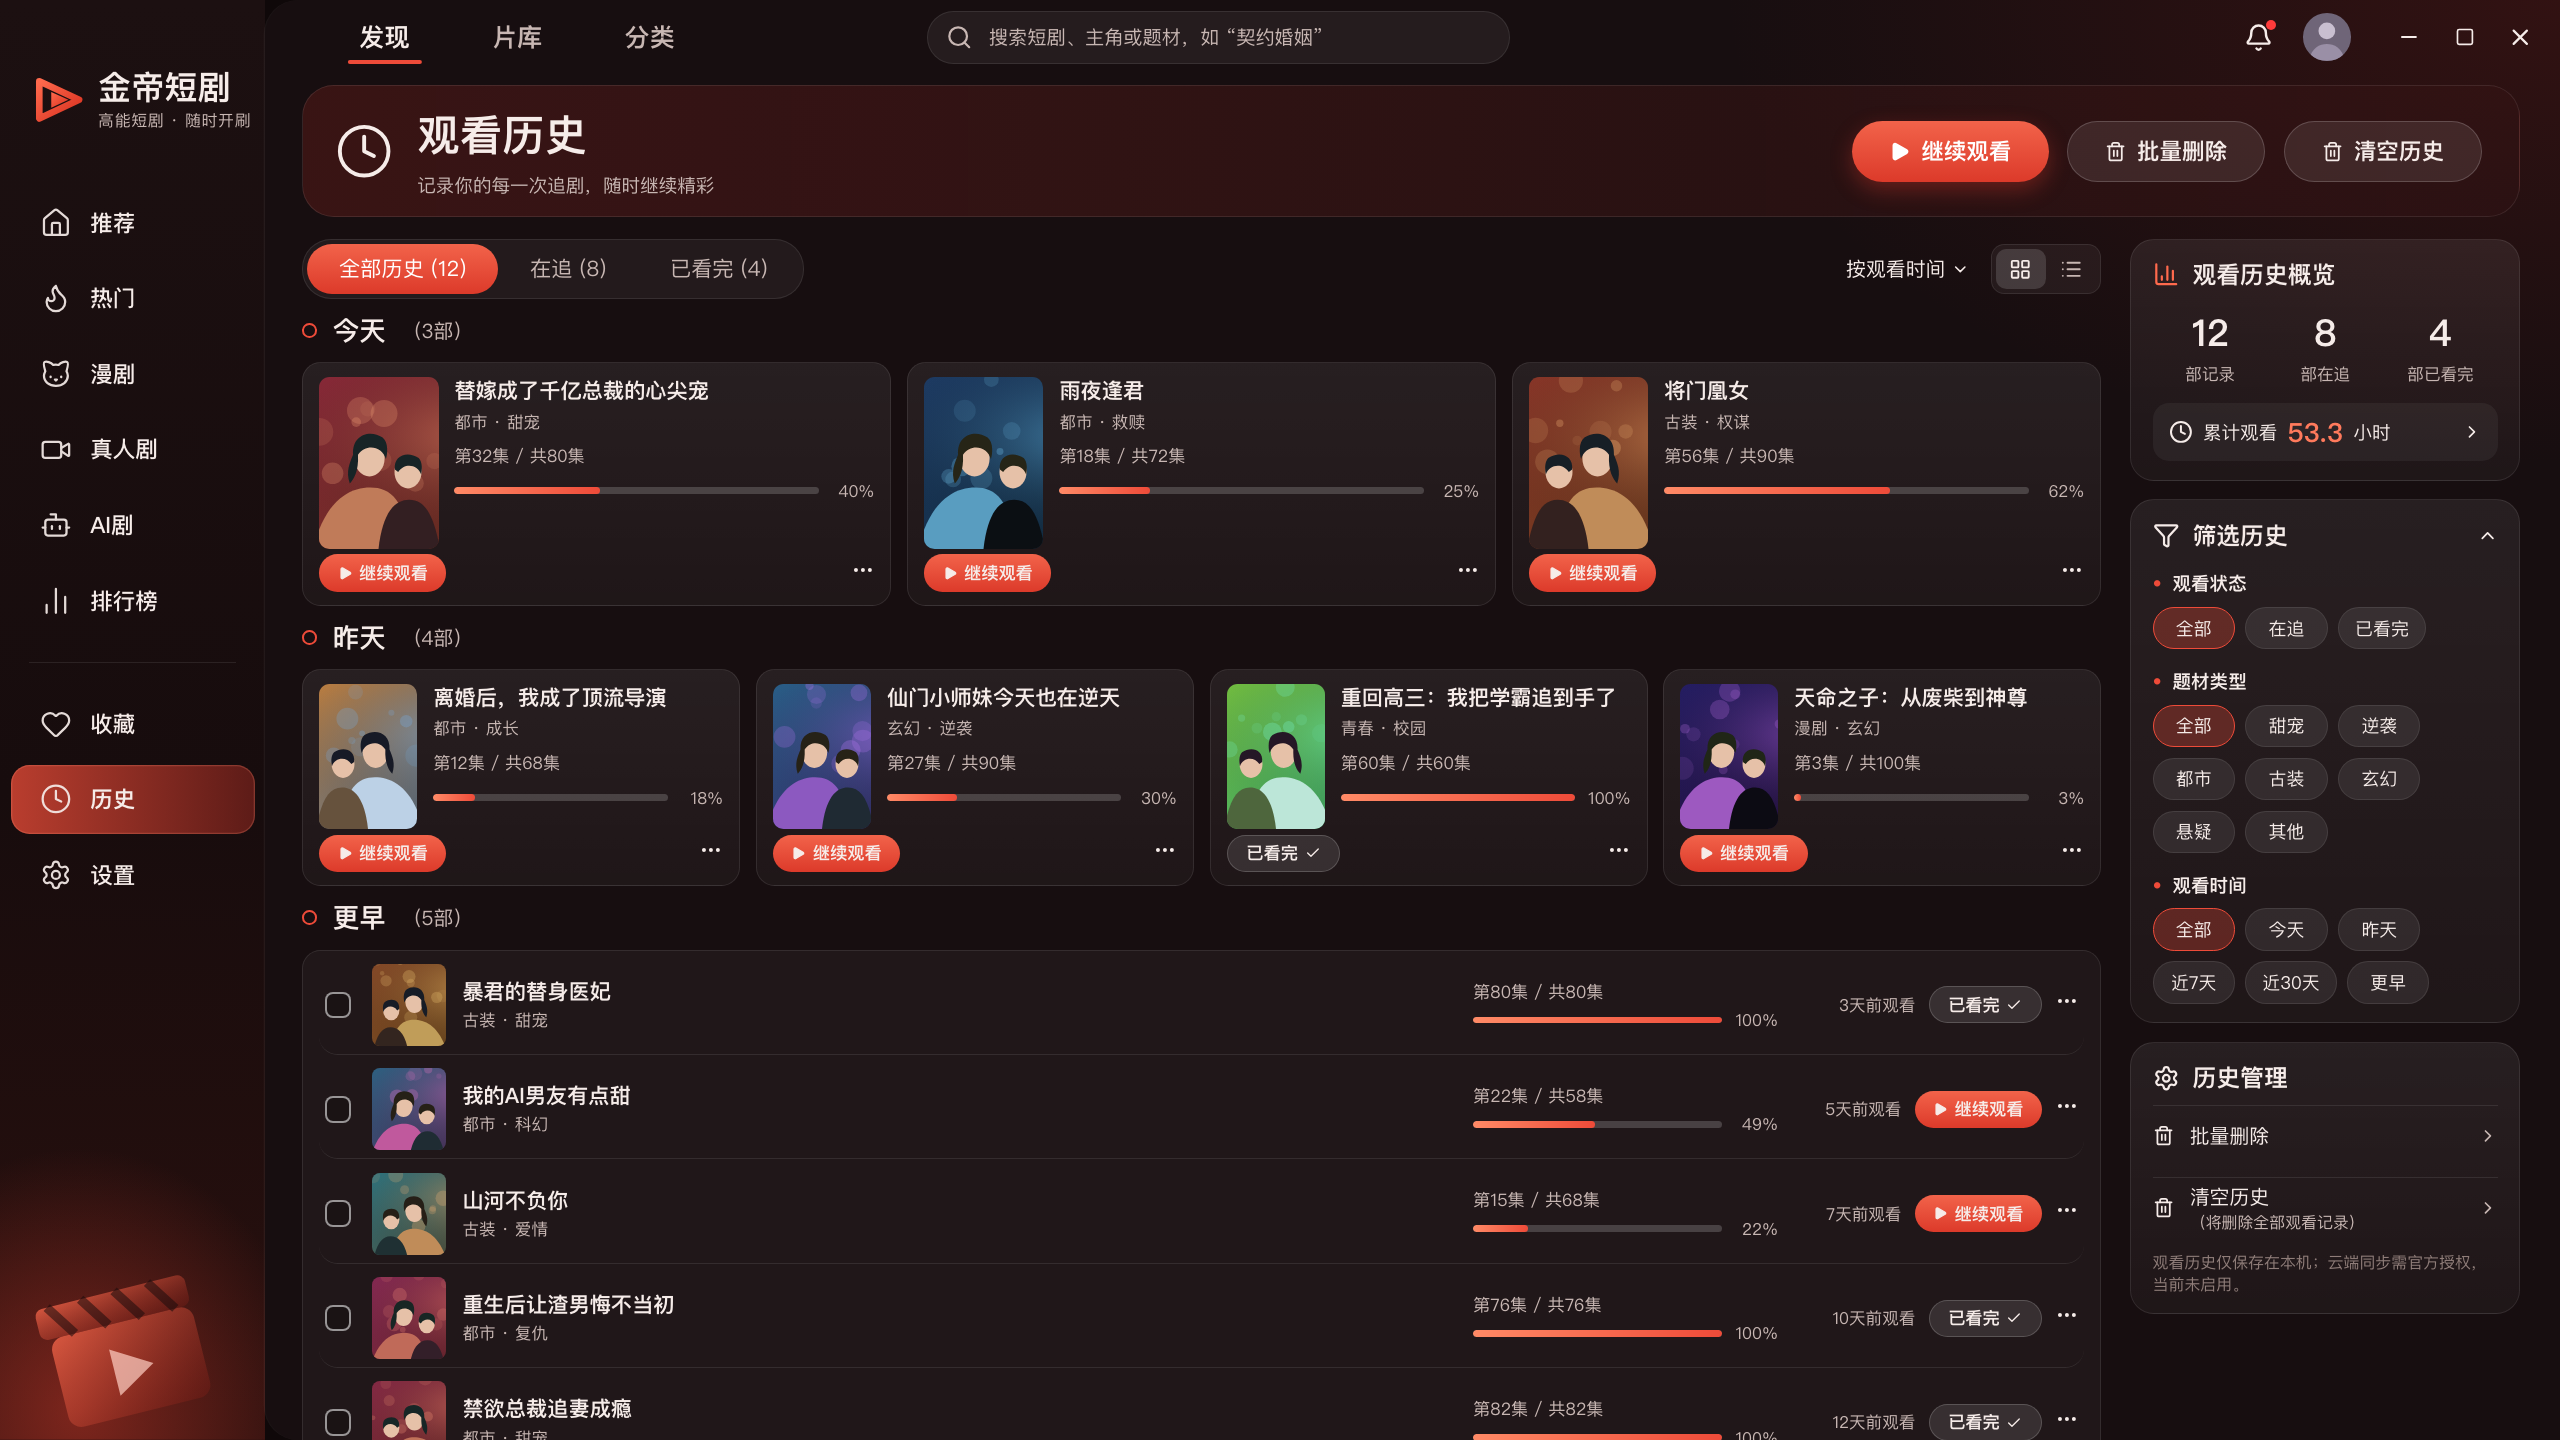 金帝短剧
高能短剧 · 随时开刷
推荐
热门
漫剧
真人剧
AI剧
排行榜
收藏
历史
设置
发现
片库
分类
搜索短剧、主角或题材，如 “契约婚姻”
观看历史
记录你的每一次追剧，随时继续精彩
继续观看
批量删除
清空历史
全部历史 (12)
在追 (8)
已看完 (4)
按观看时间
今天 （3部）
替嫁成了千亿总裁的心尖宠
都市 · 甜宠
第32集 / 共80集
40%
继续观看
雨夜逢君
都市 · 救赎
第18集 / 共72集
25%
继续观看
将门凰女
古装 · 权谋
第56集 / 共90集
62%
继续观看
昨天 （4部）
离婚后，我成了顶流导演
都市 · 成长
第12集 / 共68集
18%
继续观看
仙门小师妹今天也在逆天
玄幻 · 逆袭
第27集 / 共90集
30%
继续观看
重回高三：我把学霸追到手了
青春 · 校园
第60集 / 共60集
100%
已看完
天命之子：从废柴到神尊
漫剧 · 玄幻
第3集 / 共100集
3%
继续观看
更早 （5部）
暴君的替身医妃
古装 · 甜宠
第80集 / 共80集
100%
3天前观看
已看完
我的AI男友有点甜
都市 · 科幻
第22集 / 共58集
49%
5天前观看
继续观看
山河不负你
古装 · 爱情
第15集 / 共68集
22%
7天前观看
继续观看
重生后让渣男悔不当初
都市 · 复仇
第76集 / 共76集
100%
10天前观看
已看完
禁欲总裁追妻成瘾
都市 · 甜宠
第82集 / 共82集
100%
12天前观看
已看完
观看历史概览
12
部记录
8
部在追
4
部已看完
累计观看 53.3 小时
筛选历史
观看状态
全部 在追 已看完
题材类型
全部 甜宠 逆袭
都市 古装 玄幻
悬疑 其他
观看时间
全部 今天 昨天
近7天 近30天 更早
历史管理
批量删除
清空历史
（将删除全部观看记录）
观看历史仅保存在本机；云端同步需官方授权，
当前未启用。